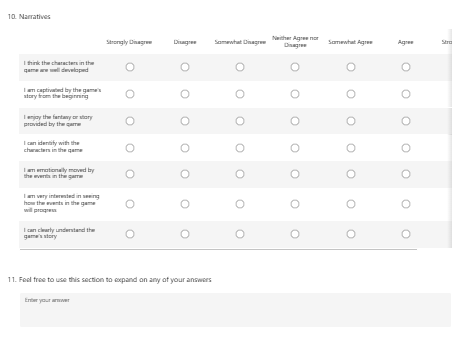 10. Narratives
Strongly Disagree Disagree Somewhat Disagree Neither Agree nor Disagree Somewhat Agree Agree Stro
I think the characters in the
game are well developed
I am captivated by the game's
story from the beginning
I enjoy the fantasy or story
provided by the game
I can identify with the
characters in the game
I am emotionally moved by
the events in the game
I am very interested in seeing
how the events in the game
will progress
I can clearly understand the
game's story
11. Feel free to use this section to expand on any of your answers
Enter your answer